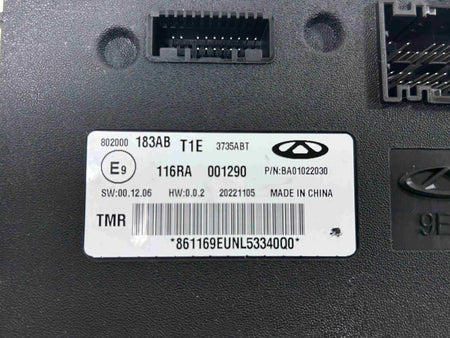 802000 183AB T1E 3735ABT
E9 116RA 001290 P/N:BA01022030
SW:00.12.06 HW:0.0.2 20221105 MADE IN CHINA
TMR
*861169EUNL53340Q0*
9E